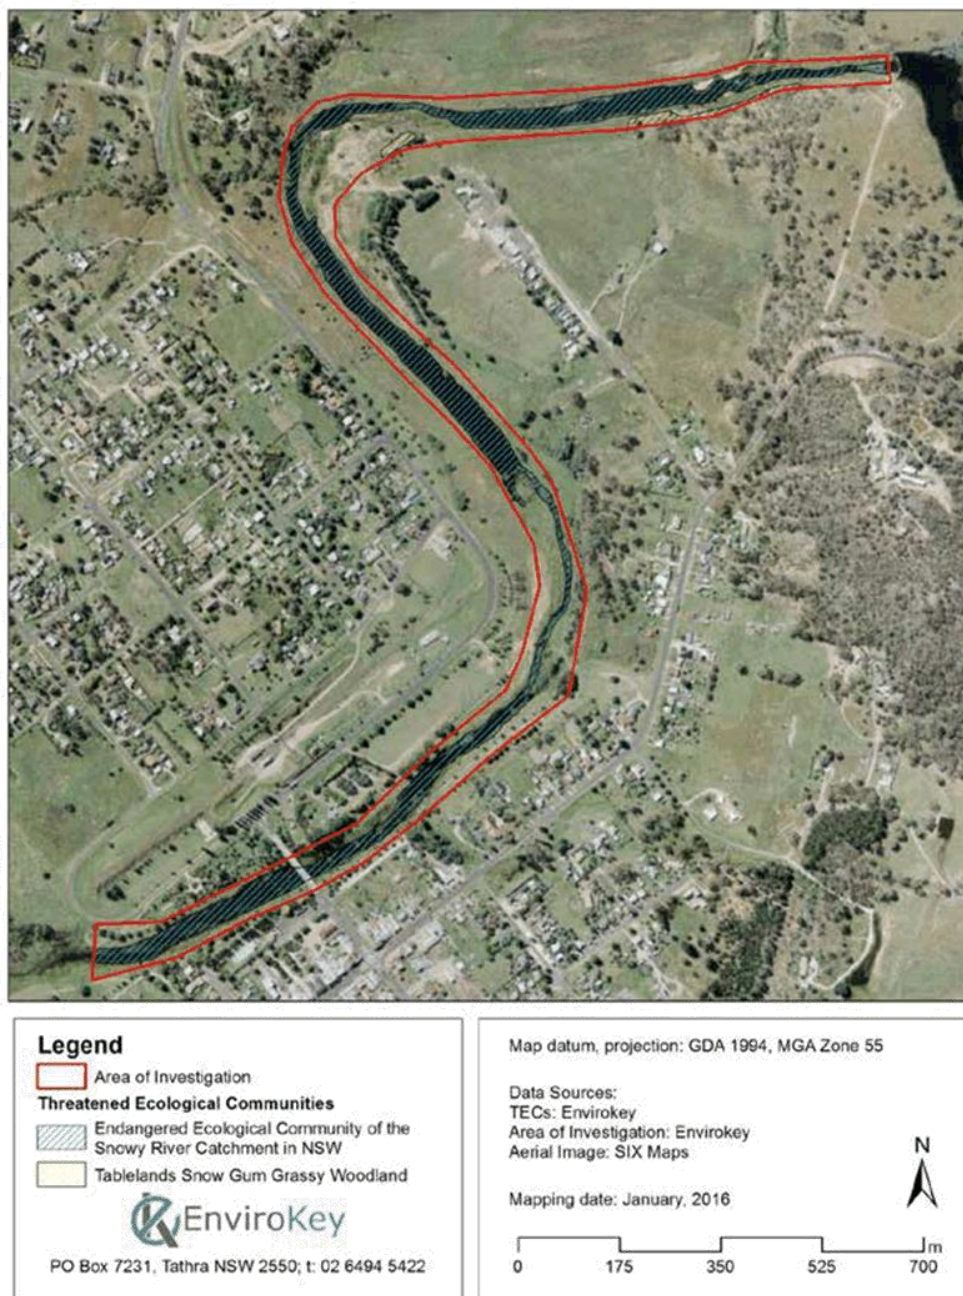 Legend
Area of Investigation
Threatened Ecological Communities
Endangered Ecological Community of the
Snowy River Catchment in NSW
Tablelands Snow Gum Grassy Woodland
EnviroKey
PO Box 7231, Tathra NSW 2550; t: 02 6494 5422
Map datum, projection: GDA 1994, MGA Zone 55
Data Sources:
TECs: Envirokey
Area of Investigation: Envirokey
Aerial Image: SIX Maps
Mapping date: January, 2016
N
m
0 175 350 525 700